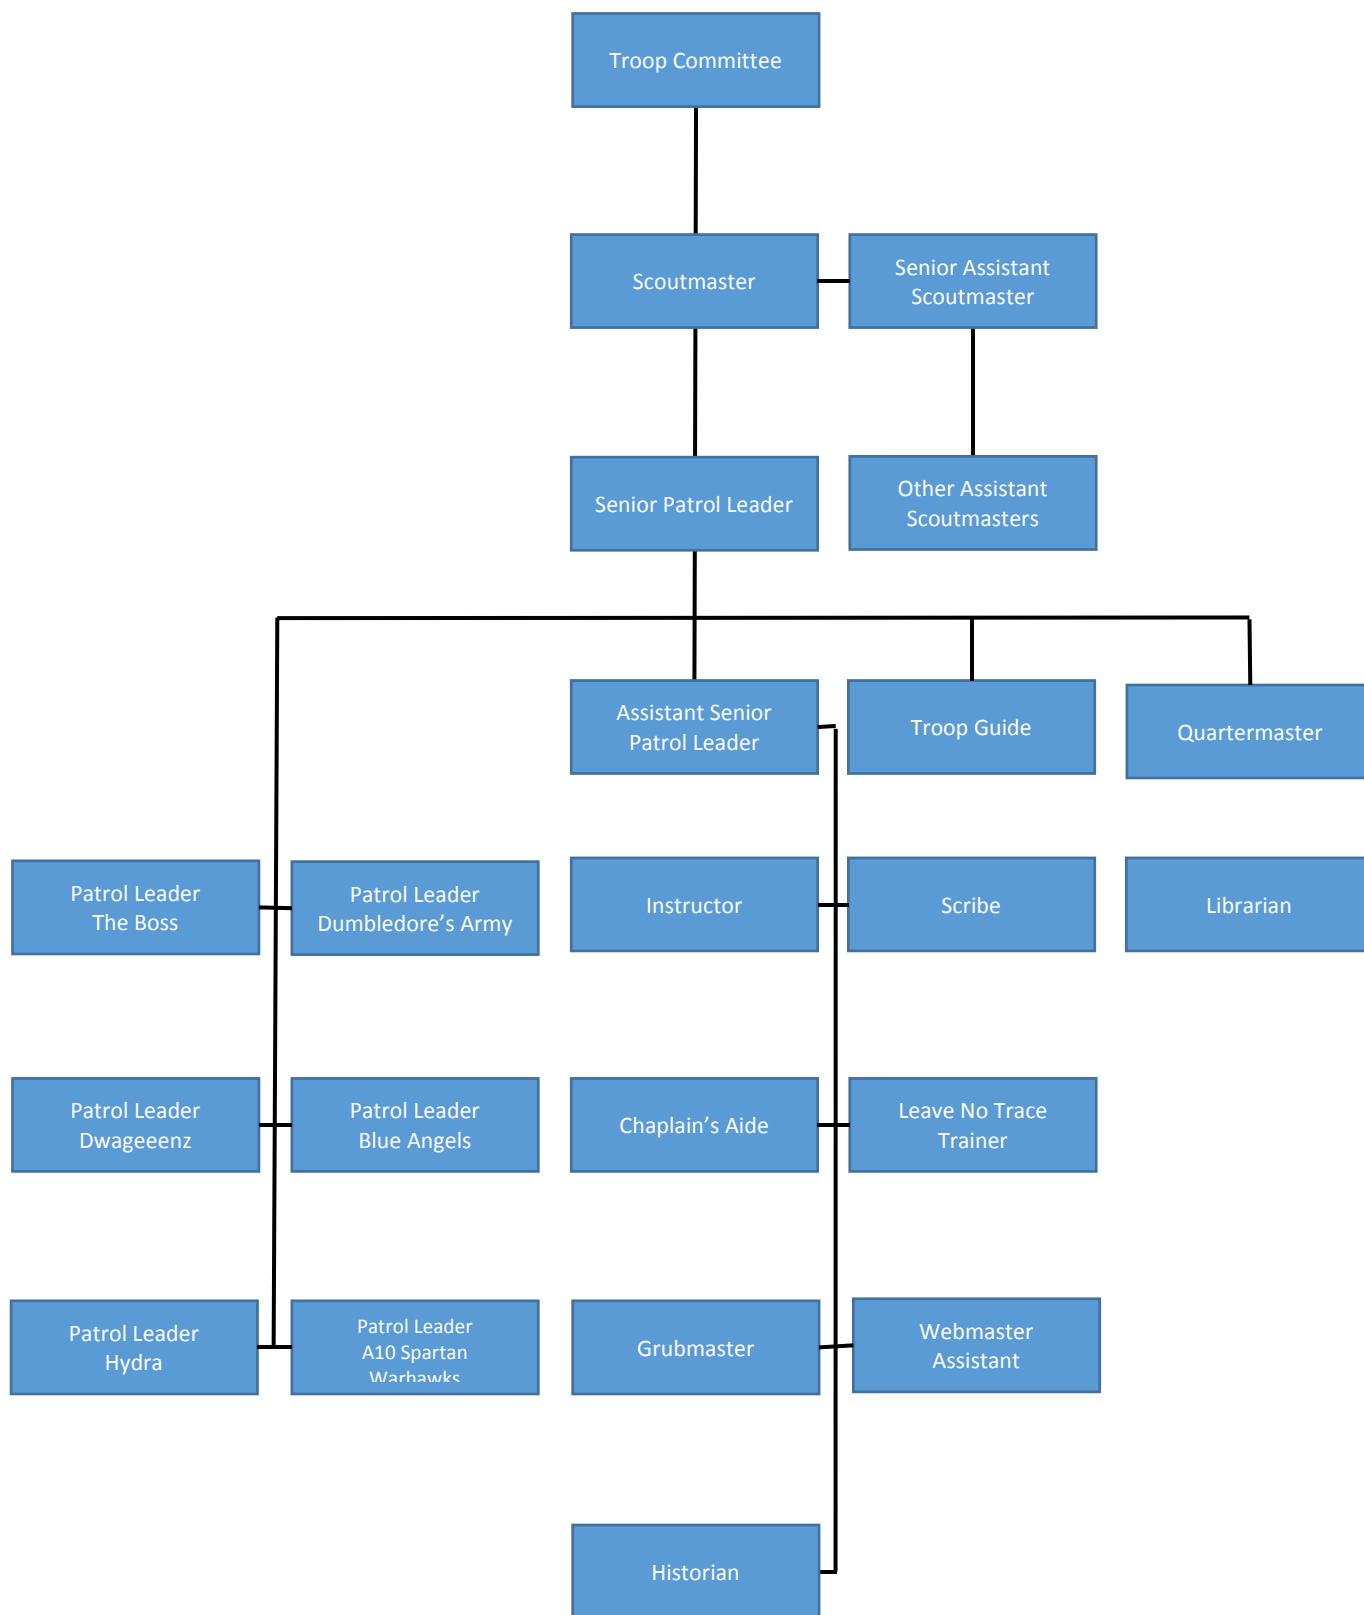 Troop Committee
Scoutmaster
Senior Assistant
Scoutmaster
Senior Patrol Leader
Other Assistant
Scoutmasters
Assistant Senior
Patrol Leader
Troop Guide
Quartermaster
Patrol Leader
The Boss
Patrol Leader
Dumbledore’s Army
Instructor
Scribe
Librarian
Patrol Leader
Dwageeenz
Patrol Leader
Blue Angels
Chaplain’s Aide
Leave No Trace
Trainer
Patrol Leader
Hydra
Patrol Leader
A10 Spartan
Warhawks
Grubmaster
Webmaster
Assistant
Historian